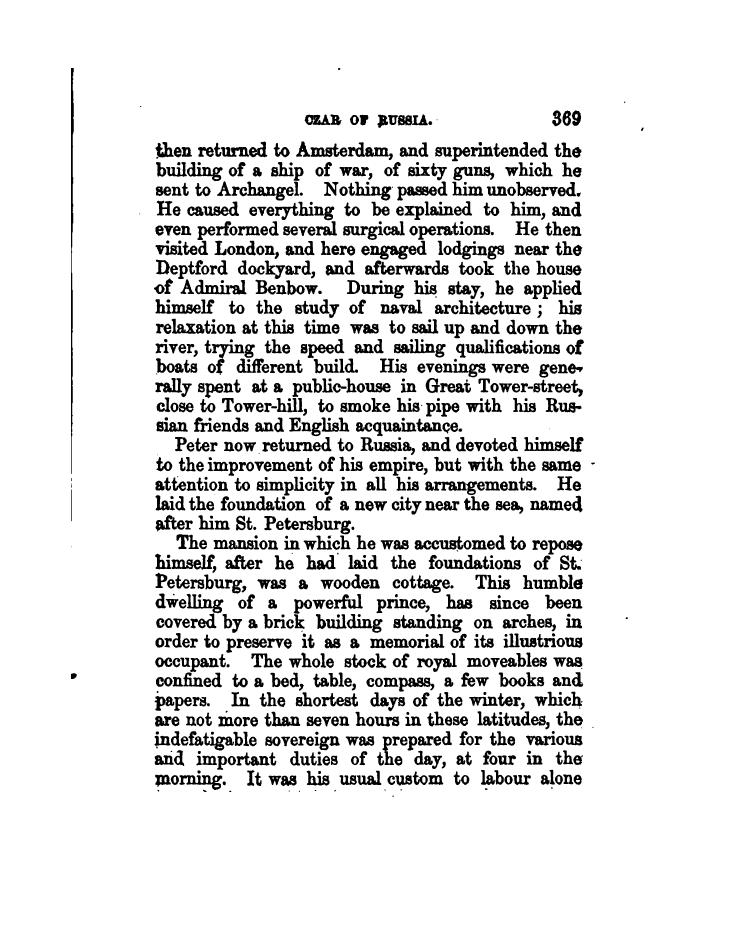 CZAR OF RUSSIA. 369
then returned to Amsterdam, and superintended the
building of a ship of war, of sixty guns, which he
sent to Archangel. Nothing passed him unobserved.
He caused everything to be explained to him, and
even performed several surgical operations. He then
visited London, and here engaged lodgings near the
Deptford dockyard, and afterwards took the house
of Admiral Benbow. During his stay, he applied
himself to the study of naval architecture ; his
relaxation at this time was to sail up and down the
river, trying the speed and sailing qualifications of
boats of different build. His evenings were gene-
rally spent at a public-house in Great Tower-street,
close to Tower-hill, to smoke his pipe with his Rus-
sian friends and English acquaintance.
Peter now returned to Russia, and devoted himself
to the improvement of his empire, but with the same
attention to simplicity in all his arrangements. He
laid the foundation of a new city near the sea, named
after him St. Petersburg.
The mansion in which he was accustomed to repose
himself, after he had laid the foundations of St.
Petersburg, was a wooden cottage. This humble
dwelling of a powerful prince, has since been
covered by a brick building standing on arches, in
order to preserve it as a memorial of its illustrious
occupant. The whole stock of royal moveables was
confined to a bed, table, compass, a few books and
papers. In the shortest days of the winter, which
are not more than seven hours in these latitudes, the
indefatigable sovereign was prepared for the various
and important duties of the day, at four in the
morning. It was his usual custom to labour alone